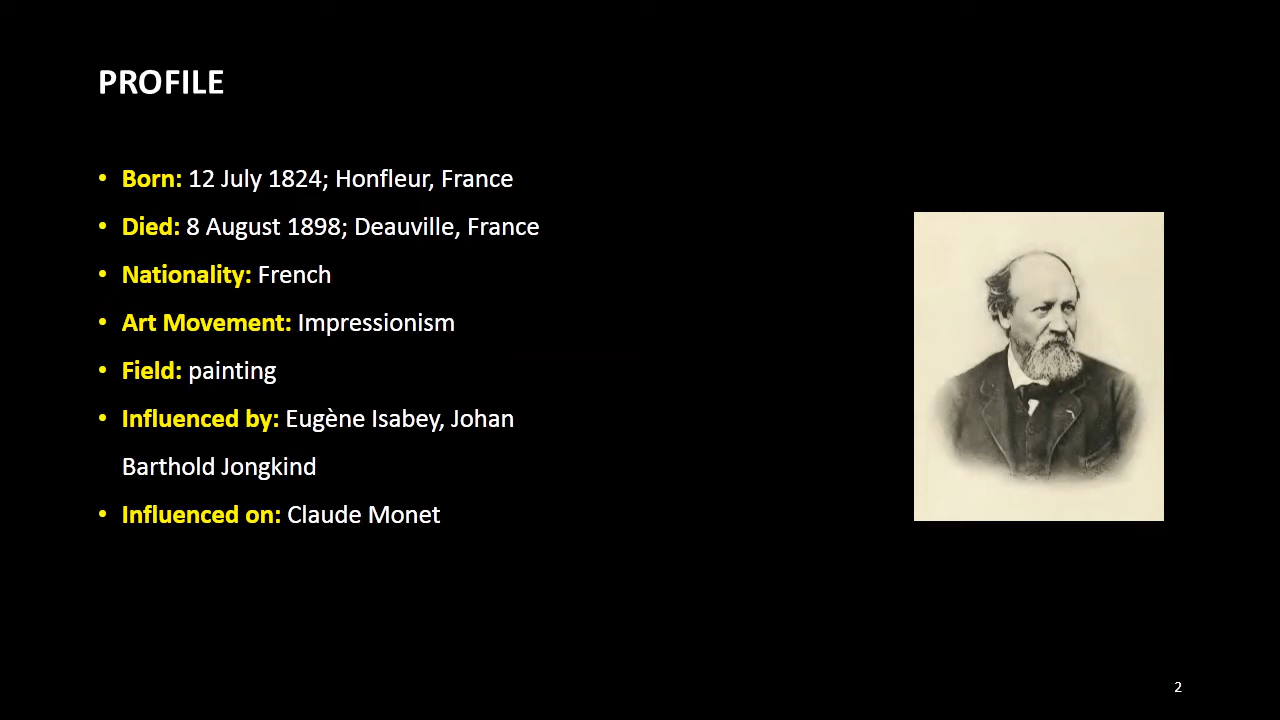 PROFILE
• Born: 12 July 1824; Honfleur, France
• Died: 8 August 1898; Deauville, France
• Nationality: French
• Art Movement: Impressionism
• Field: painting
• Influenced by: Eugène Isabey, Johan
Barthold Jongkind
• Influenced on: Claude Monet
2